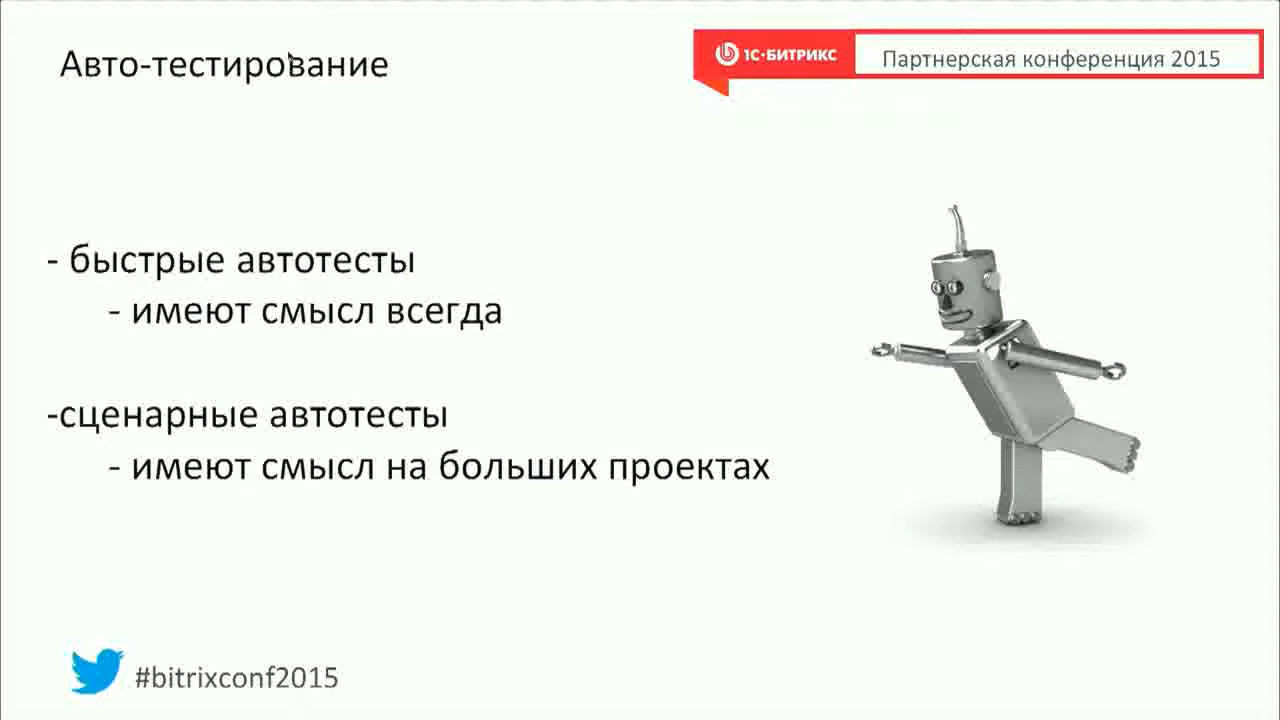 Авто-тестирование
1С·БИТРИКС
Партнерская конференция 2015
- быстрые автотесты
- имеют смысл всегда
-сценарные автотесты
- имеют смысл на больших проектах
#bitrixconf2015